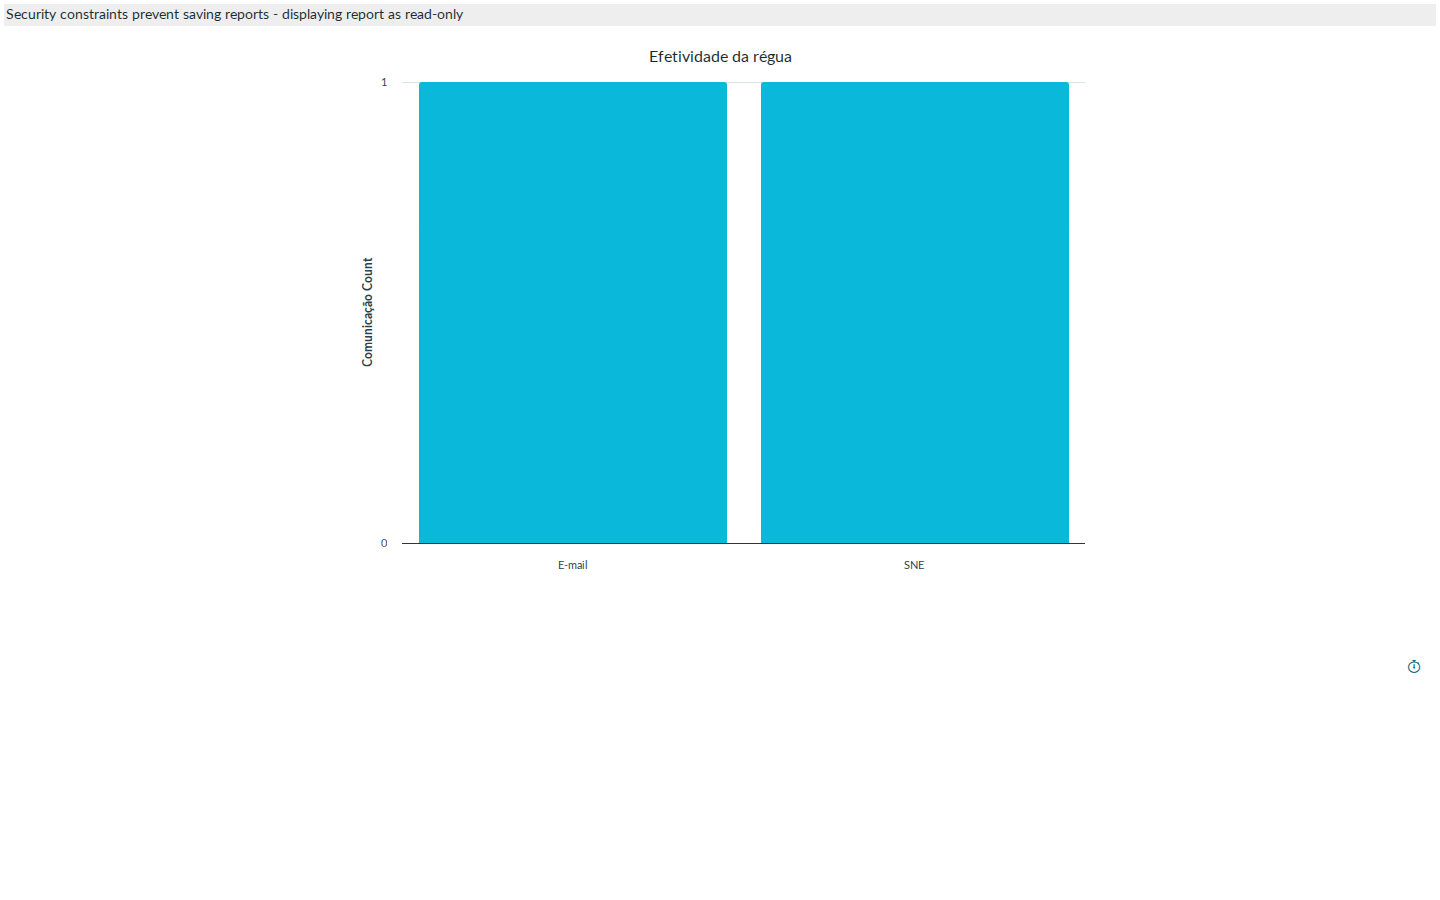 Security constraints prevent saving reports - displaying report as read-only
Efetividade da régua
1
Comunicação Count
0
E-mail
SNE